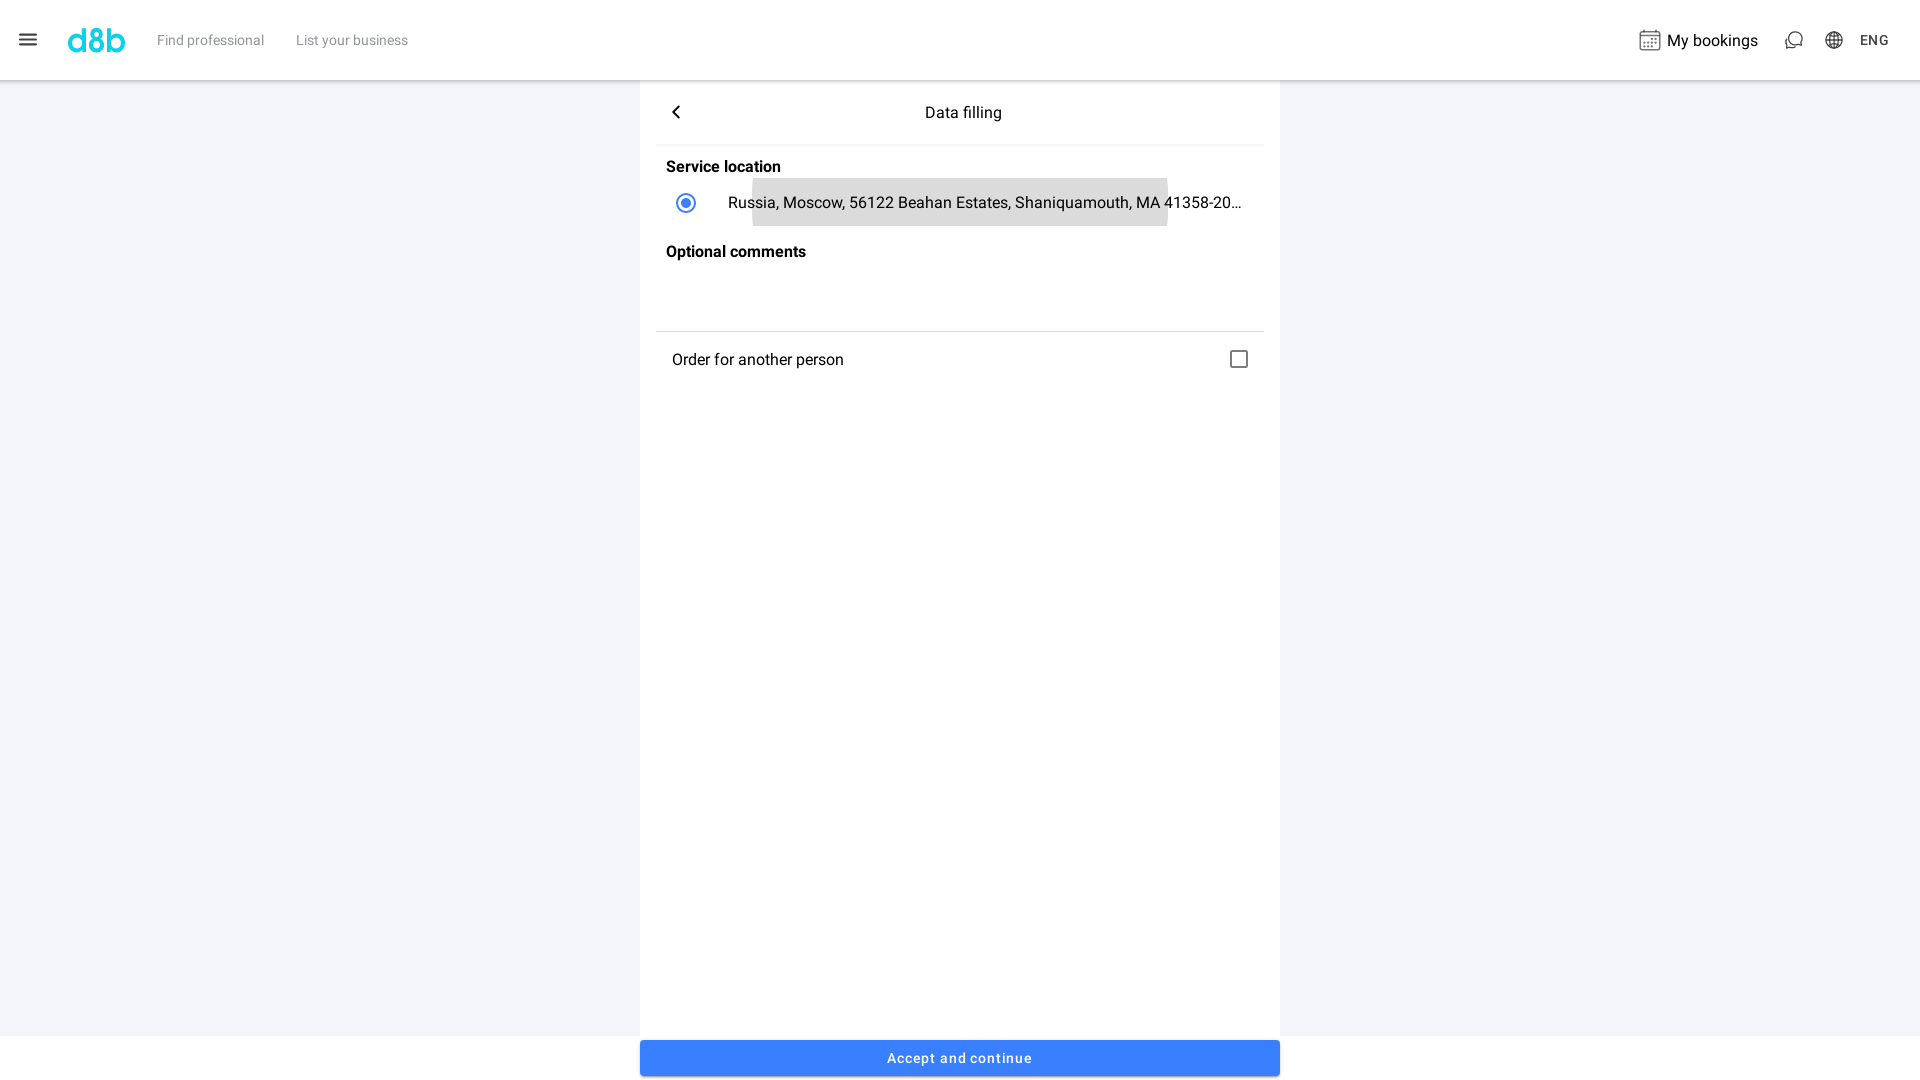 d8b
Find professional
List your business
My bookings
ENG
Data filling
Service location
Russia, Moscow, 56122 Beahan Estates, Shaniquamouth, MA 41358-20...
Optional comments
Order for another person
Accept and continue